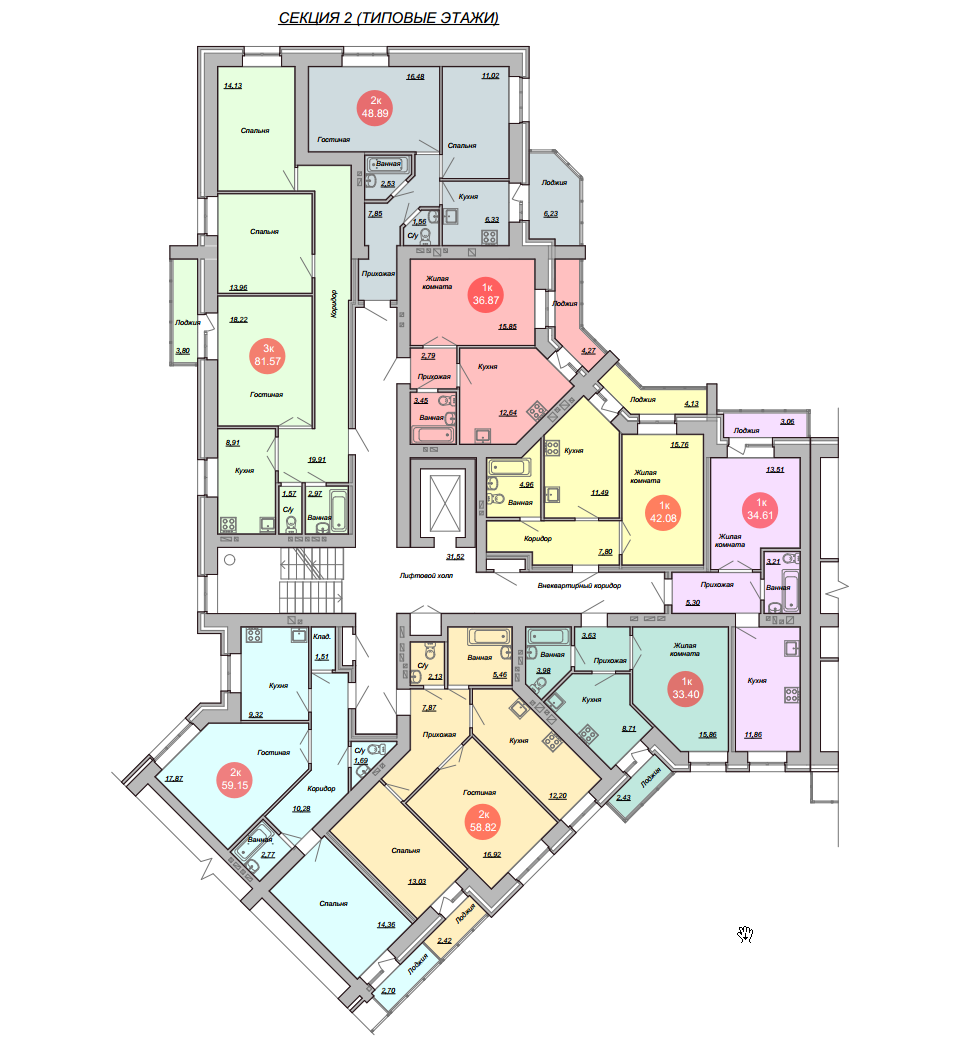 СЕКЦИЯ 2 (ТИПОВЫЕ ЭТАЖИ)
14,13
Спальня
16,48
2к
48.89
Гостиная
11,02
Спальня
Ванная
2,53
Лоджия
6,23
Кухня
6,33
7,85
1,56
С/у
Прихожая
Спальня
13,96
Коридор
18,22
Лоджия
3,80
3к
81.57
Гостиная
8,91
Кухня
19,91
1,57
С/у
2,97
Ванная
Жилая
комната
1к
36.87
15,85
Лоджия
4,27
2,79
Прихожая
Кухня
12,64
3,45
Ванная
Лоджия
4,13
4,96
Ванная
Кухня
11,49
15,76
Жилая
комната
1к
42.08
Коридор
7,80
Лоджия
3,06
13,51
1к
34.61
Жилая
комната
3,21
Ванная
Прихожая
5,30
Кухня
11,86
31,52
Лифтовой холл
Внеквартирный коридор
Клад.
1,51
Кухня
9,32
Гостиная
17,87
2к
59.15
Коридор
10,28
С/у
1,69
Ванная
2,77
Спальня
14,36
Лоджия
2,70
С/у
2,13
Ванная
5,46
7,87
Прихожая
Кухня
12,20
Гостиная
2к
58.82
16,92
Спальня
13,03
Лоджия
2,42
Ванная
3,98
3,63
Прихожая
Жилая
комната
1к
33.40
15,86
Кухня
8,71
Лоджия
2,43